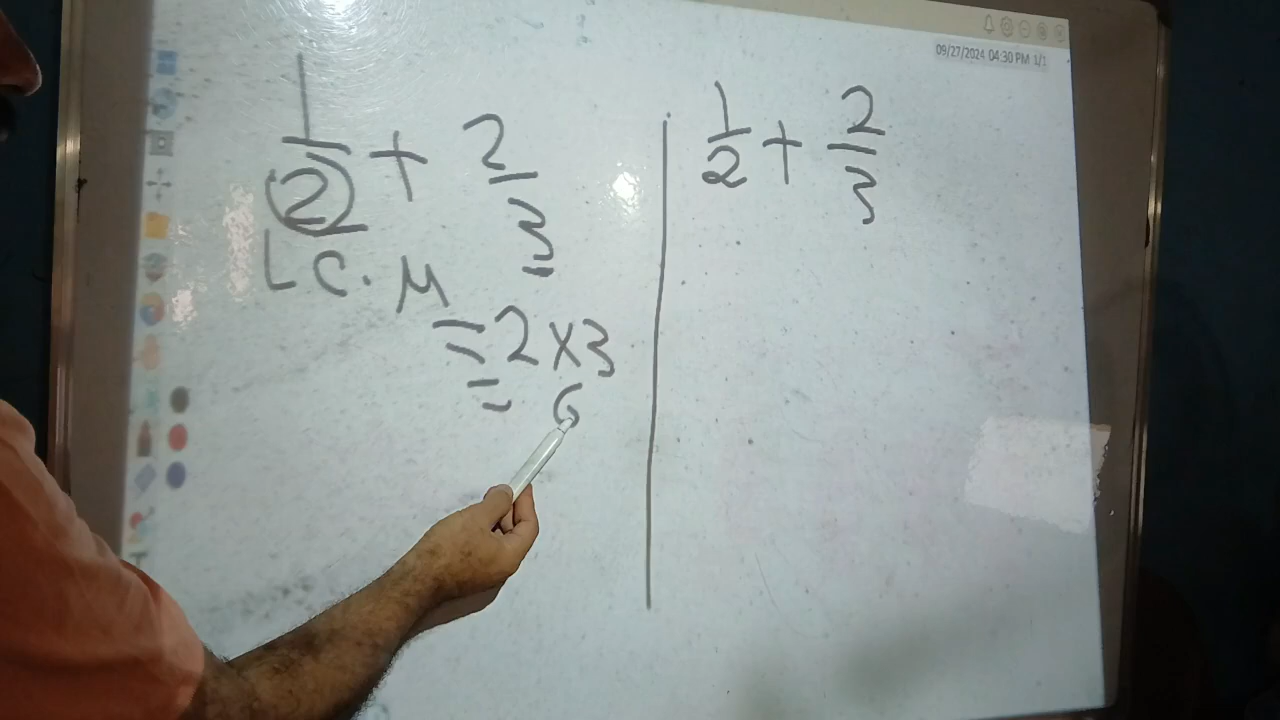 09/27/2024 04:30 PM 1/1
1/2 + 2/3
L C. M
= 2 x 3
= 6
1/2 + 2/3